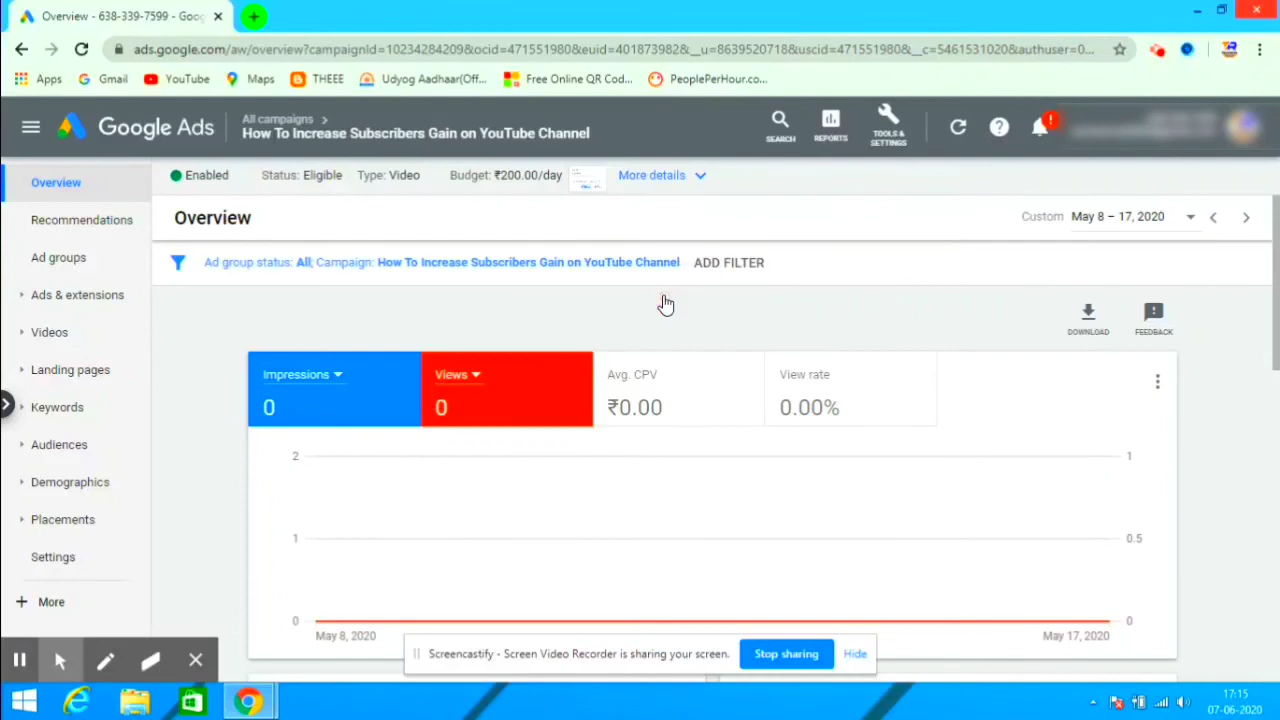 Overview - 638-339-7599 - Goog
ads.google.com/aw/overview?campaignId=10234284209&ocid=471551980&euid=401873982&__u=8639520718&uscid=471551980&__c=5461531020&authuser=0...
Apps
Gmail
YouTube
Maps
THEEE
Udyog Aadhaar(Off...
Free Online QR Cod...
PeoplePerHour.co...
Google Ads
All campaigns
How To Increase Subscribers Gain on YouTube Channel
SEARCH
REPORTS
TOOLS &
SETTINGS
Enabled
Status: Eligible
Type: Video
Budget: ₹200.00/day
More details
Overview
Recommendations
Ad groups
Ads & extensions
Videos
Landing pages
Keywords
Audiences
Demographics
Placements
Settings
+ More
Overview
Custom
May 8 – 17, 2020
Ad group status: All; Campaign: How To Increase Subscribers Gain on YouTube Channel
ADD FILTER
DOWNLOAD
FEEDBACK
Impressions
0
Views
0
Avg. CPV
₹0.00
View rate
0.00%
2
1
1
0.5
0
0
May 8, 2020
May 17, 2020
Screencastify - Screen Video Recorder is sharing your screen.
Stop sharing
Hide
17:15
07-06-2020